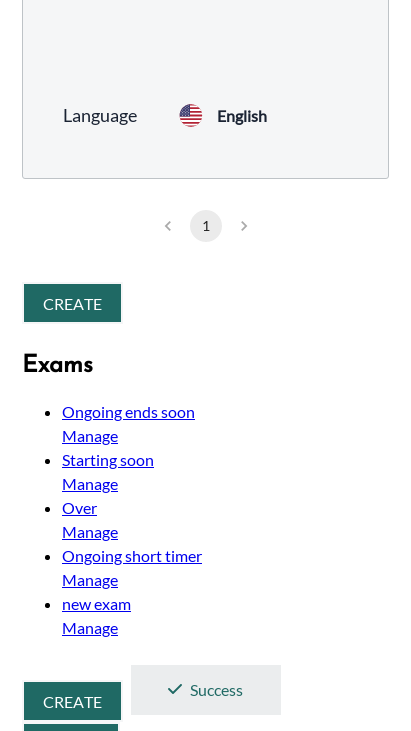 Language English
1
CREATE
Exams
Ongoing ends soon
Manage
Starting soon
Manage
Over
Manage
Ongoing short timer
Manage
new exam
Manage
CREATE
Success